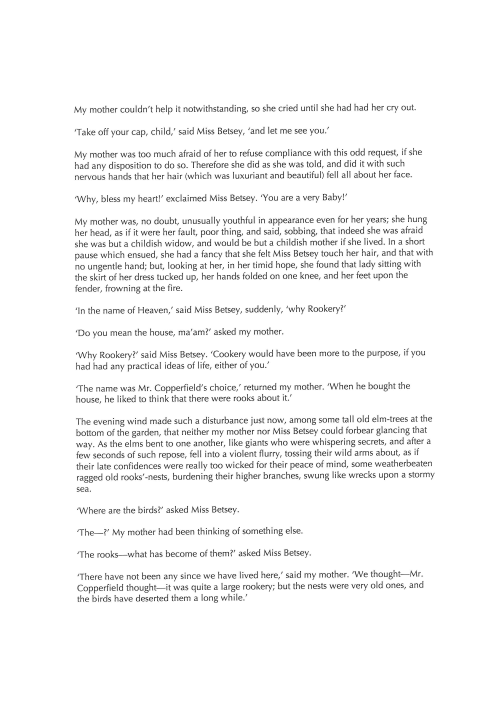 My mother couldn't help it notwithstanding, so she cried until she had had her cry out.
'Take off your cap, child,' said Miss Betsey, 'and let me see you.'
My mother was too much afraid of her to refuse compliance with this odd request, if she
had any disposition to do so. Therefore she did as she was told, and did it with such
nervous hands that her hair (which was luxuriant and beautiful) fell all about her face.
'Why, bless my heart!' exclaimed Miss Betsey. 'You are a very Baby!'
My mother was, no doubt, unusually youthful in appearance even for her years; she hung
her head, as if it were her fault, poor thing, and said, sobbing, that indeed she was afraid
she was but a childish widow, and would be but a childish mother if she lived. In a short
pause which ensued, she had a fancy that she felt Miss Betsey touch her hair, and that with
no ungentle hand; but, looking at her, in her timid hope, she found that lady sitting with
the skirt of her dress tucked up, her hands folded on one knee, and her feet upon the
fender, frowning at the fire.
'In the name of Heaven,' said Miss Betsey, suddenly, 'why Rookery?'
'Do you mean the house, ma'am?' asked my mother.
'Why Rookery?' said Miss Betsey. 'Cookery would have been more to the purpose, if you
had had any practical ideas of life, either of you.'
'The name was Mr. Copperfield's choice,' returned my mother. 'When he bought the
house, he liked to think that there were rooks about it.'
The evening wind made such a disturbance just now, among some tall old elm-trees at the
bottom of the garden, that neither my mother nor Miss Betsey could forbear glancing that
way. As the elms bent to one another, like giants who were whispering secrets, and after a
few seconds of such repose, fell into a violent flurry, tossing their wild arms about, as if
their late confidences were really too wicked for their peace of mind, some weatherbeaten
ragged old rooks'-nests, burdening their higher branches, swung like wrecks upon a stormy
sea.
'Where are the birds?' asked Miss Betsey.
'The—?' My mother had been thinking of something else.
'The rooks—what has become of them?' asked Miss Betsey.
'There have not been any since we have lived here,' said my mother. 'We thought—Mr.
Copperfield thought—it was quite a large rookery; but the nests were very old ones, and
the birds have deserted them a long while.'